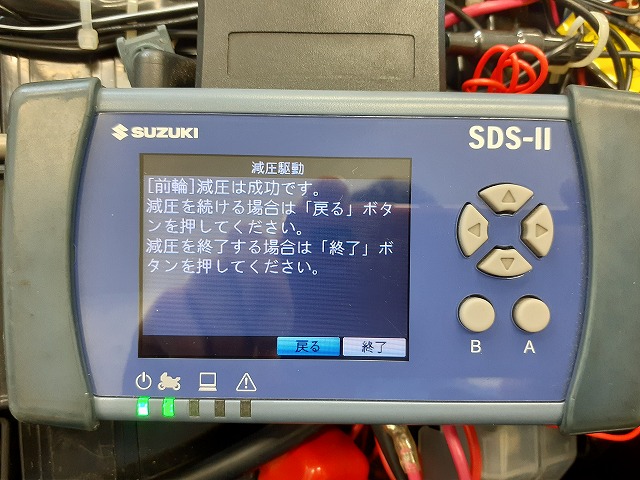 SUZUKI
SDS-II
減圧駆動
[前輪]減圧は成功です。
減圧を続ける場合は「戻る」ボタ
ンを押してください。
減圧を終了する場合は「終了」ボ
タンを押してください。
戻る 終了
B A